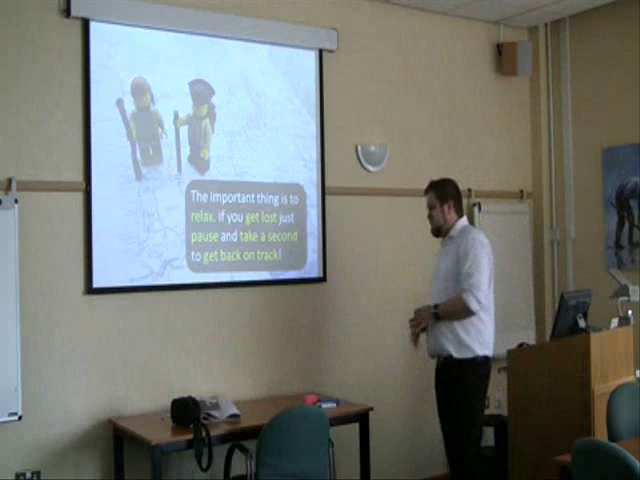 The important thing is to
relax. If you get lost just
pause and take a second
to get back on track!